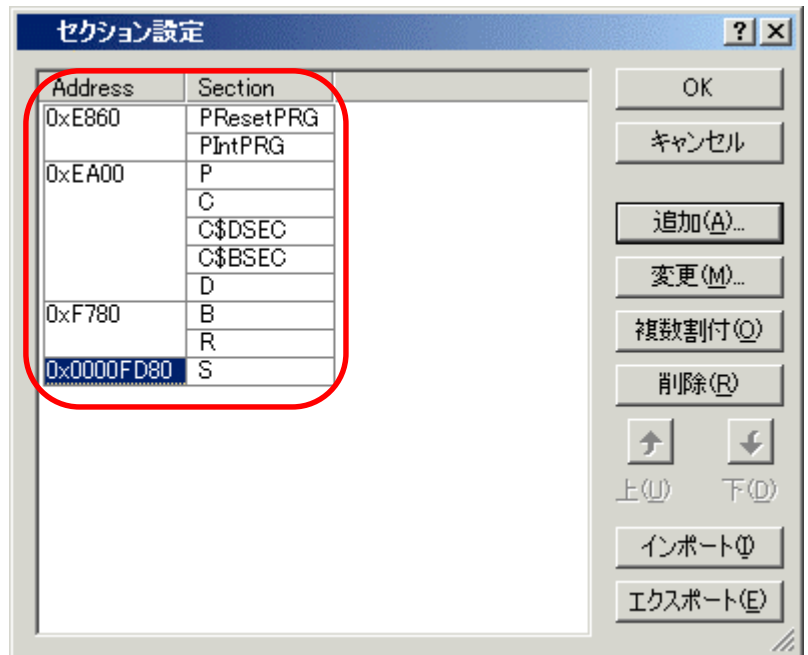 セクション設定
Address Section
0xE860 PResetPRG
PIntPRG
0xEA00 P
C
C$DSEC
C$BSEC
D
0xF780 B
R
0x0000FD80 S
OK
キャンセル
追加(A)...
変更(M)...
複数割付(O)
削除(R)
上(U) 下(D)
インポート(I)
エクスポート(E)